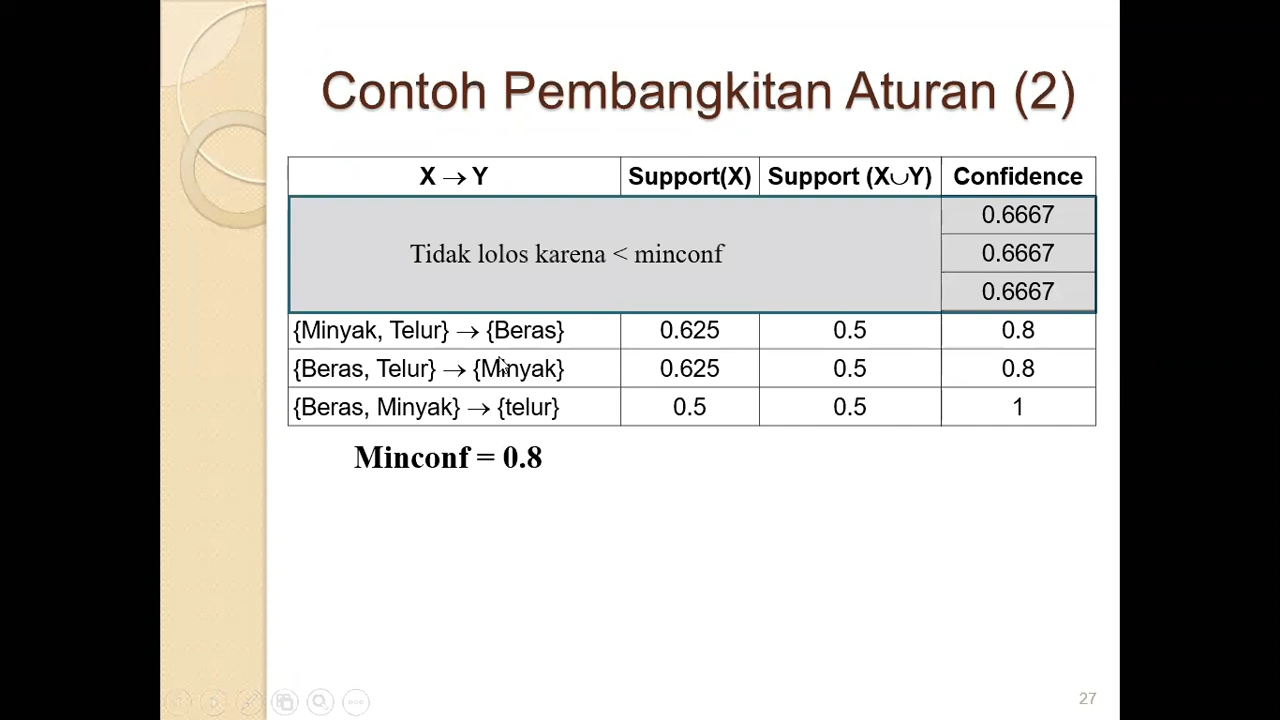 Contoh Pembangkitan Aturan (2)
X → Y Support(X) Support (X∪Y) Confidence
0.6667
Tidak lolos karena < minconf 0.6667
0.6667
{Minyak, Telur} → {Beras} 0.625 0.5 0.8
{Beras, Telur} → {Minyak} 0.625 0.5 0.8
{Beras, Minyak} → {telur} 0.5 0.5 1
Minconf = 0.8
27